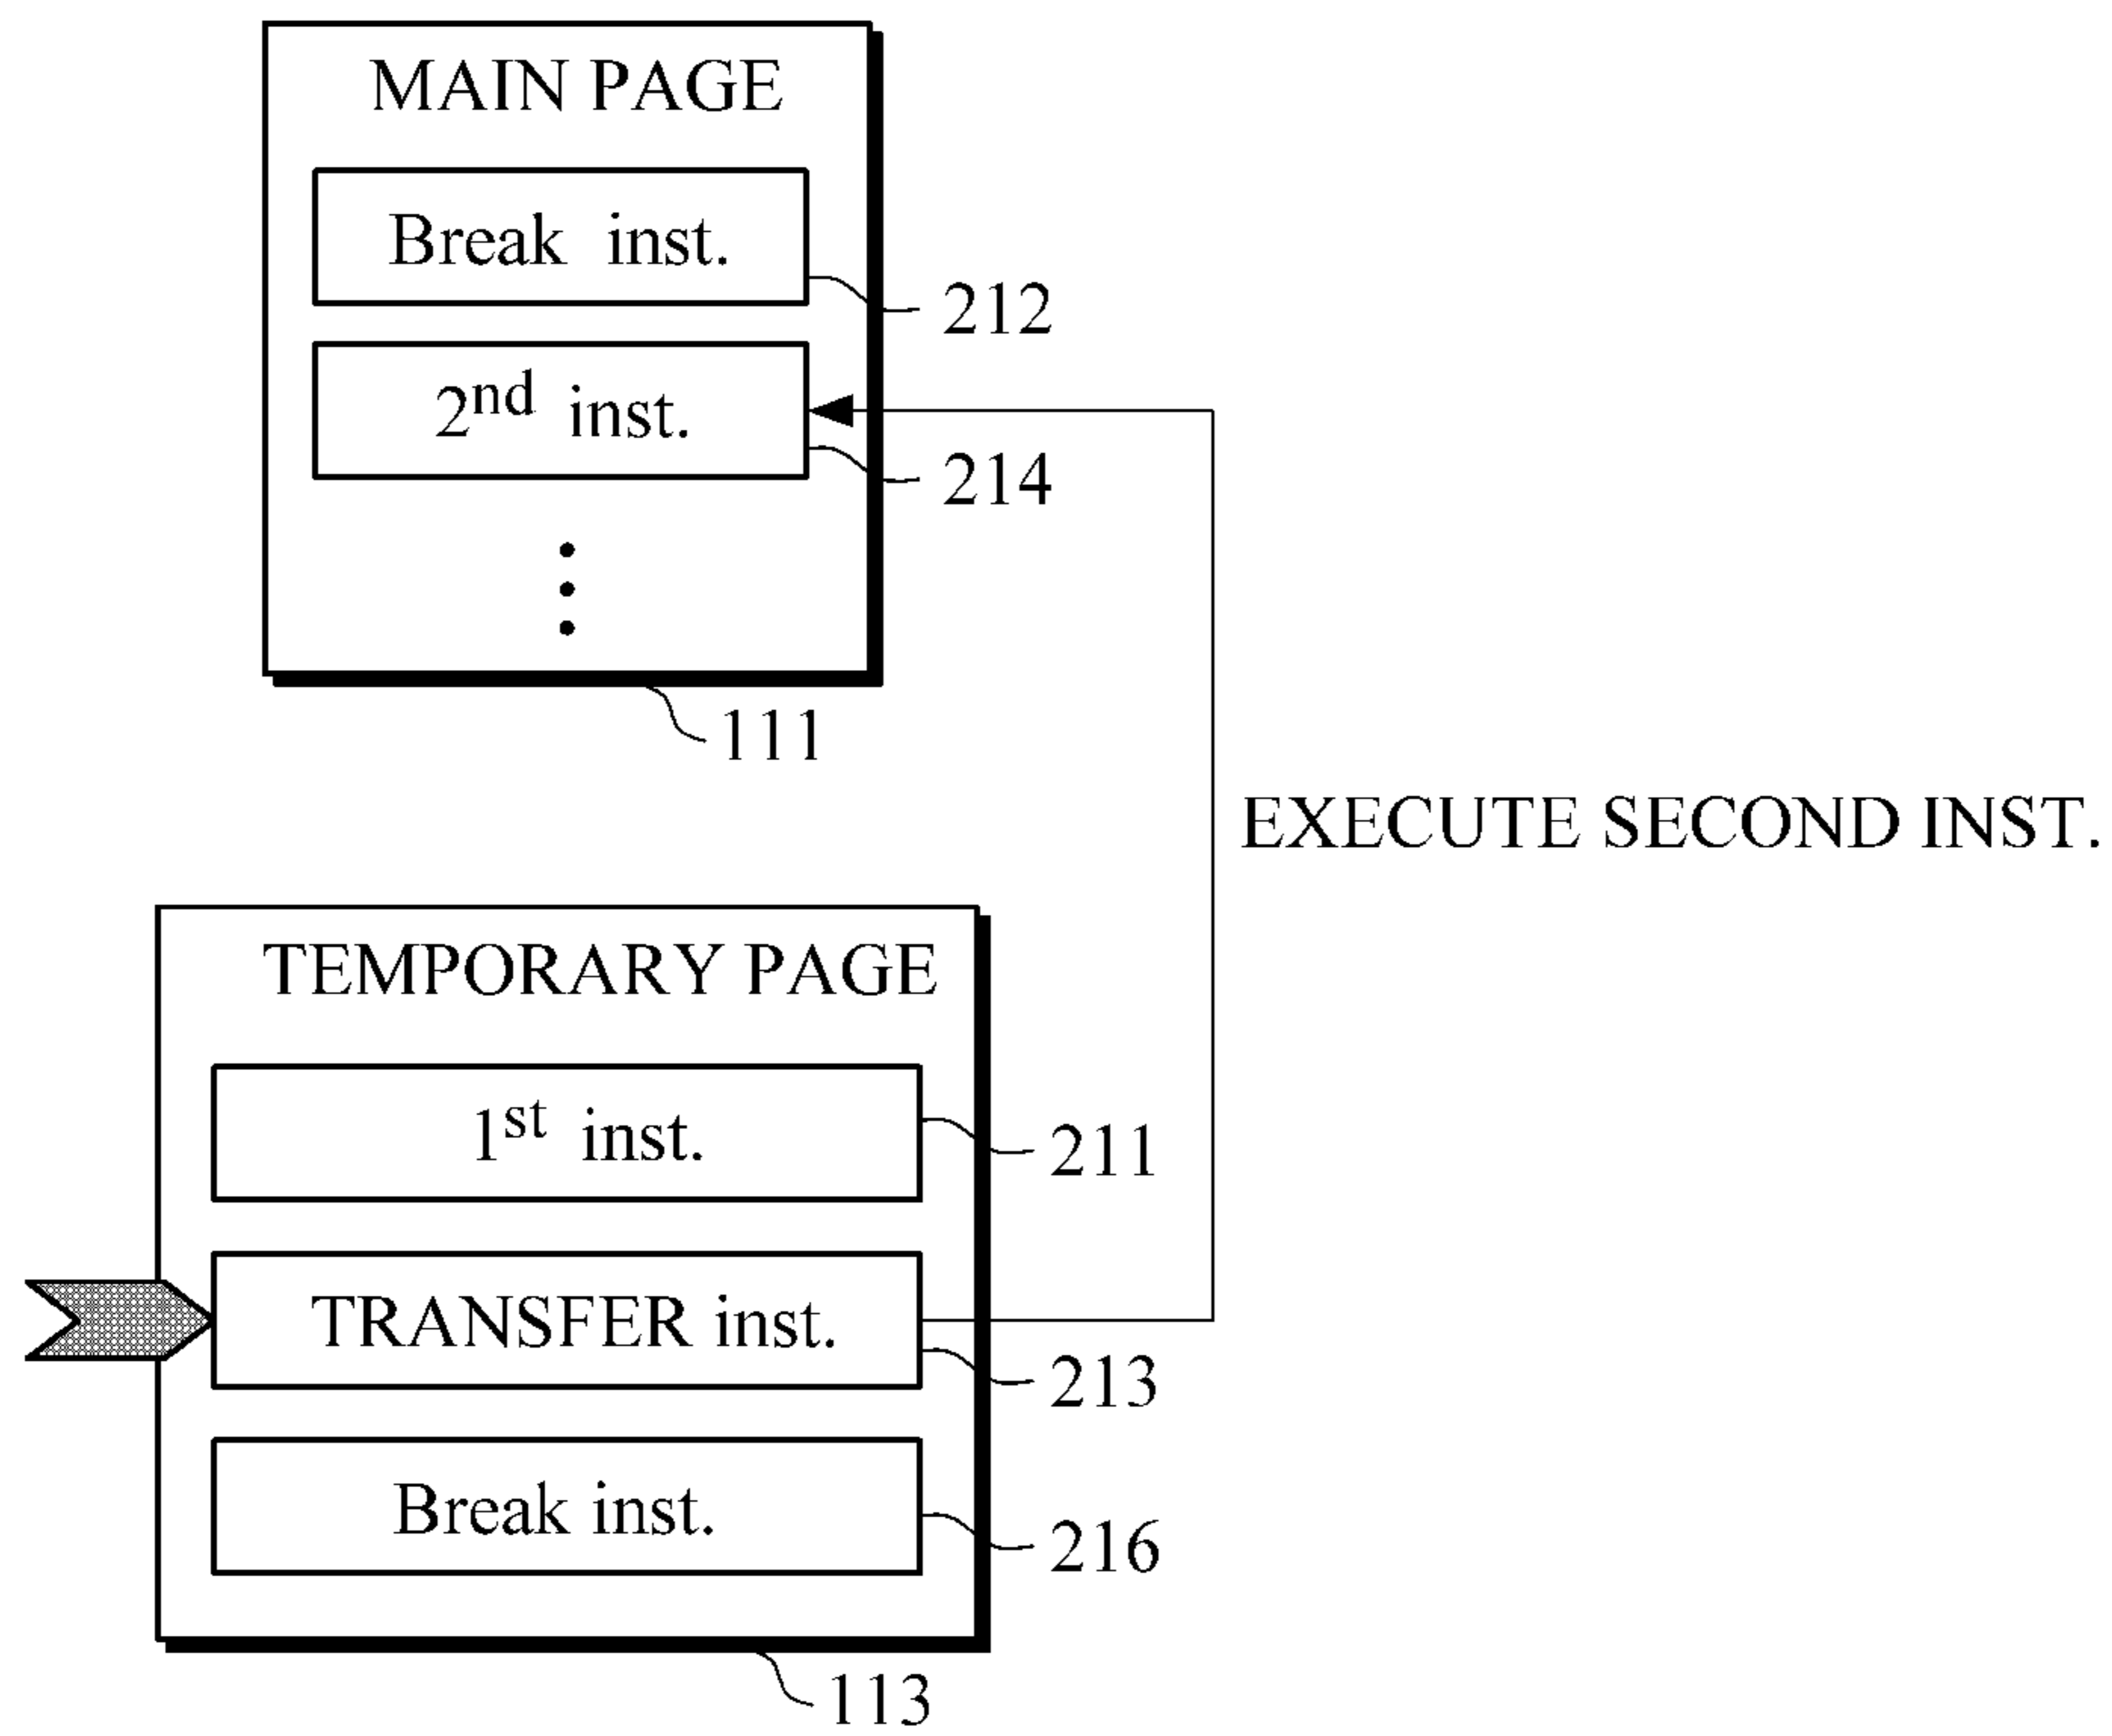 MAIN PAGE
Break inst.
212
2nd inst.
214
111
EXECUTE SECOND INST.
TEMPORARY PAGE
1st inst.
211
TRANSFER inst.
213
Break inst.
216
113